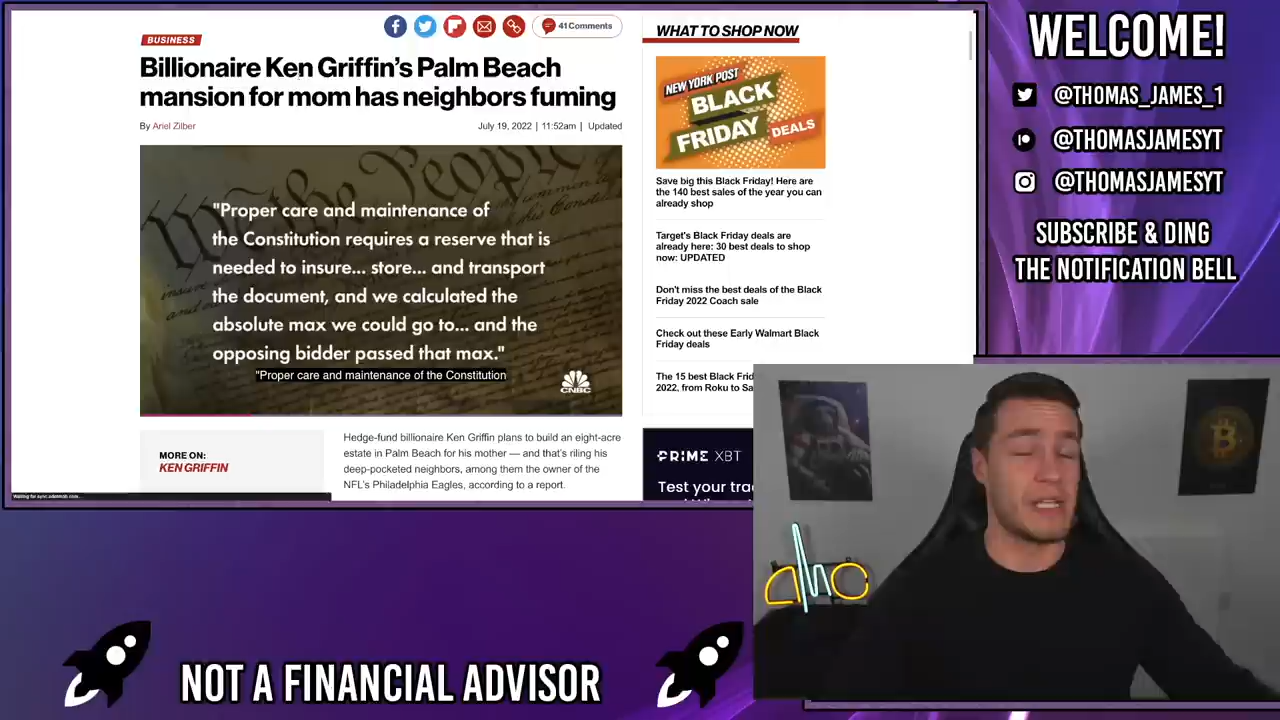 BUSINESS
41 Comments
Billionaire Ken Griffin's Palm Beach
mansion for mom has neighbors fuming
By Ariel Zilber
July 19, 2022 | 11:52am | Updated
We the People
"Proper care and maintenance of
the Constitution requires a reserve that is
needed to insure... store... and transport
the document, and we calculated the
absolute max we could go to... and the
opposing bidder passed that max."
"Proper care and maintenance of the Constitution
CNBC
MORE ON:
KEN GRIFFIN
Hedge-fund billionaire Ken Griffin plans to build an eight-acre
estate in Palm Beach for his mother — and that's riling his
deep-pocketed neighbors, among them the owner of the
NFL's Philadelphia Eagles, according to a report.
WHAT TO SHOP NOW
NEW YORK POST
BLACK
FRIDAY
DEALS
Save big this Black Friday! Here are
the 140 best sales of the year you can
already shop
Target's Black Friday deals are
already here: 30 best deals to shop
now: UPDATED
Don't miss the best deals of the Black
Friday 2022 Coach sale
Check out these Early Walmart Black
Friday deals
The 15 best Black Frid
2022, from Roku to Sa
PRIME XBT
Test your tra
WELCOME!
@THOMAS_JAMES_1
@THOMASJAMESYT
@THOMASJAMESYT
SUBSCRIBE & DING
THE NOTIFICATION BELL
NOT A FINANCIAL ADVISOR